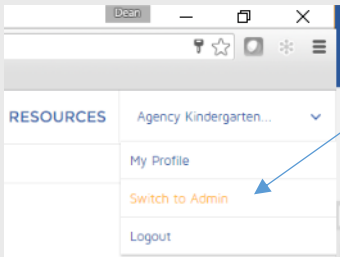 Dean
RESOURCES Agency Kindergarten...
My Profile
Switch to Admin
Logout